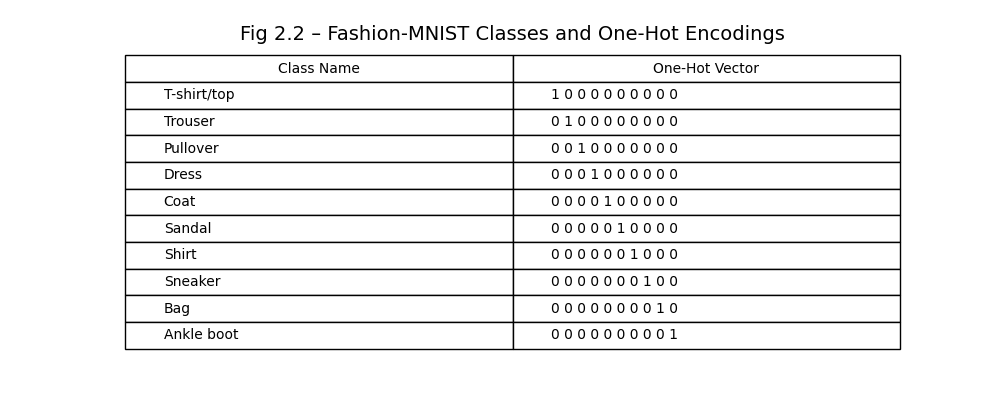 Fig 2.2 – Fashion-MNIST Classes and One-Hot Encodings
Class Name One-Hot Vector
T-shirt/top 1 0 0 0 0 0 0 0 0 0
Trouser 0 1 0 0 0 0 0 0 0 0
Pullover 0 0 1 0 0 0 0 0 0 0
Dress 0 0 0 1 0 0 0 0 0 0
Coat 0 0 0 0 1 0 0 0 0 0
Sandal 0 0 0 0 0 1 0 0 0 0
Shirt 0 0 0 0 0 0 1 0 0 0
Sneaker 0 0 0 0 0 0 0 1 0 0
Bag 0 0 0 0 0 0 0 0 1 0
Ankle boot 0 0 0 0 0 0 0 0 0 1